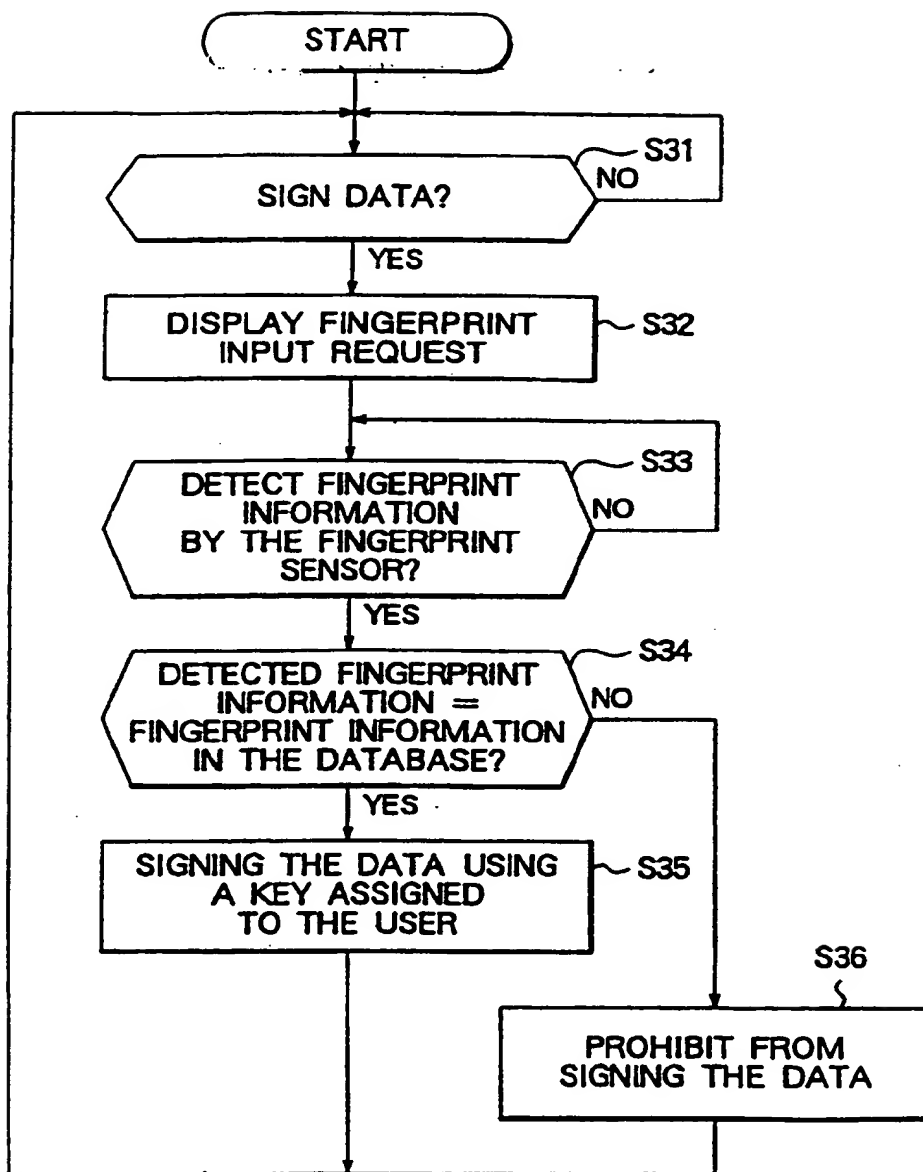 START
S31
NO
SIGN DATA?
YES
DISPLAY FINGERPRINT
INPUT REQUEST
S32
S33
DETECT FINGERPRINT
INFORMATION
BY THE FINGERPRINT
SENSOR?
NO
YES
S34
DETECTED FINGERPRINT
INFORMATION =
FINGERPRINT INFORMATION
IN THE DATABASE?
NO
YES
SIGNING THE DATA USING
A KEY ASSIGNED
TO THE USER
S35
S36
PROHIBIT FROM
SIGNING THE DATA